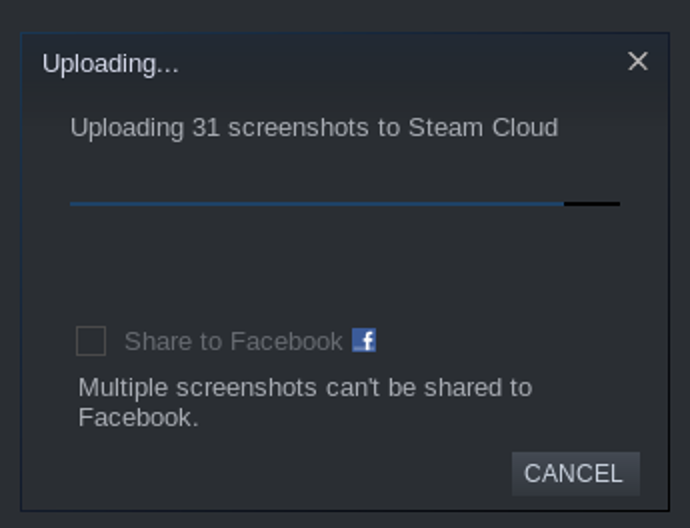 Uploading...
Uploading 31 screenshots to Steam Cloud
Share to Facebook f
Multiple screenshots can't be shared to
Facebook.
CANCEL